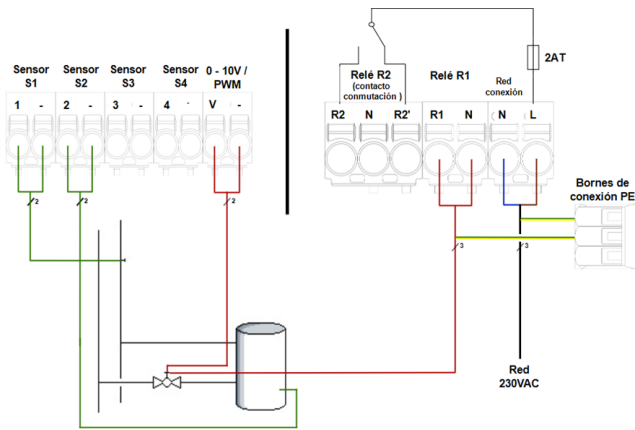 2AT
Sensor S1
Sensor S2
Sensor S3
Sensor S4
0 - 10V / PWM
Relé R2
(contacto conmutación )
Relé R1
Red conexión
1 - 2 - 3 - 4 - V -
R2 N R2' R1 N N L
Bornes de conexión PE
2 2 2 3 3
Red
230VAC